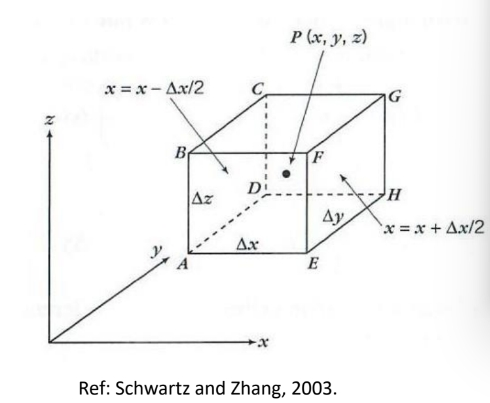 P (x, y, z)
x = x – Δx/2
C
G
z
B
F
D
H
Δz
Δy
x = x + Δx/2
y
Δx
A
E
x
Ref: Schwartz and Zhang, 2003.